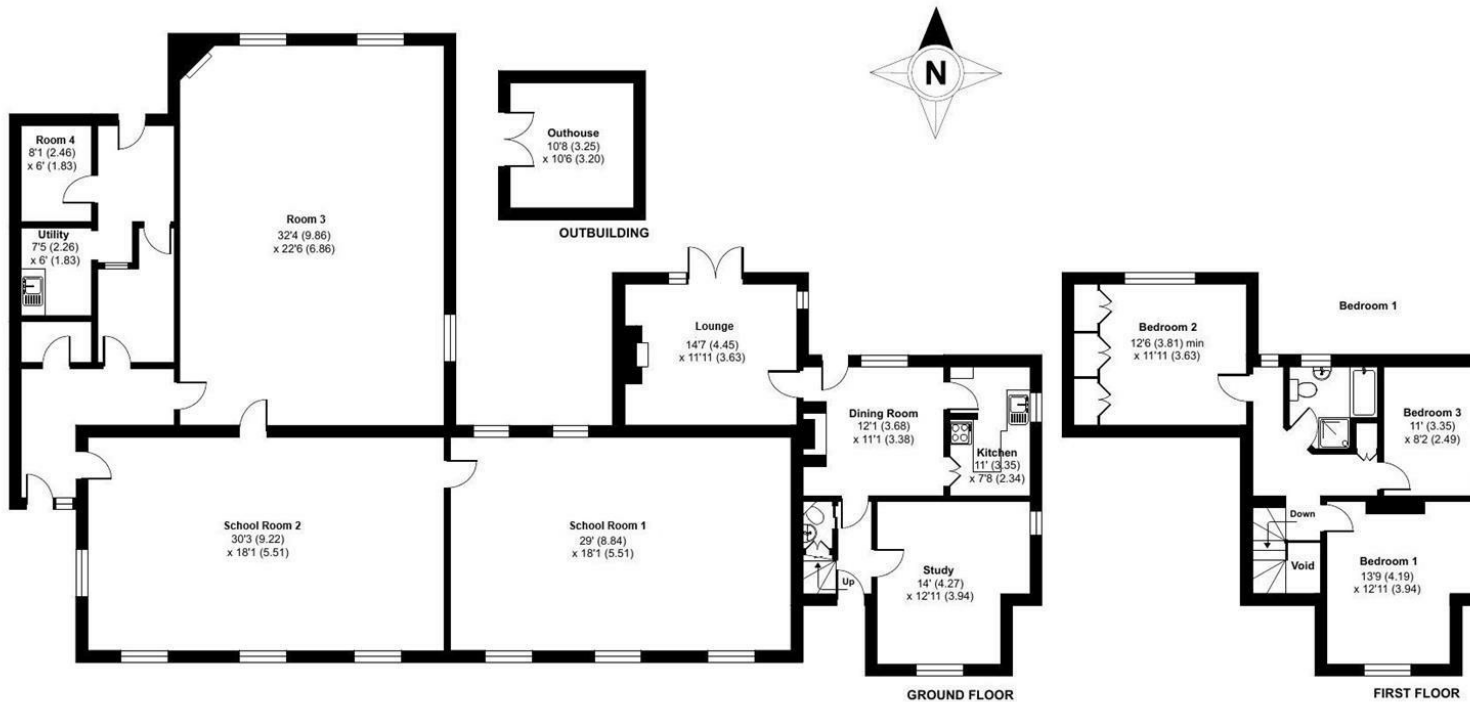 N
Room 4
8'1 (2.46)
x 6' (1.83)
Utility
7'5 (2.26)
x 6' (1.83)
Room 3
32'4 (9.86)
x 22'6 (6.86)
Outhouse
10'8 (3.25)
x 10'6 (3.20)
OUTBUILDING
Lounge
14'7 (4.45)
x 11'11 (3.63)
Dining Room
12'1 (3.68)
x 11'1 (3.38)
Kitchen
11' (3.35)
x 7'8 (2.34)
School Room 2
30'3 (9.22)
x 18'1 (5.51)
School Room 1
29' (8.84)
x 18'1 (5.51)
Up
Study
14' (4.27)
x 12'11 (3.94)
GROUND FLOOR
Bedroom 1
Bedroom 2
12'6 (3.81) min
x 11'11 (3.63)
Bedroom 3
11' (3.35)
x 8'2 (2.49)
Down
Void
Bedroom 1
13'9 (4.19)
x 12'11 (3.94)
FIRST FLOOR